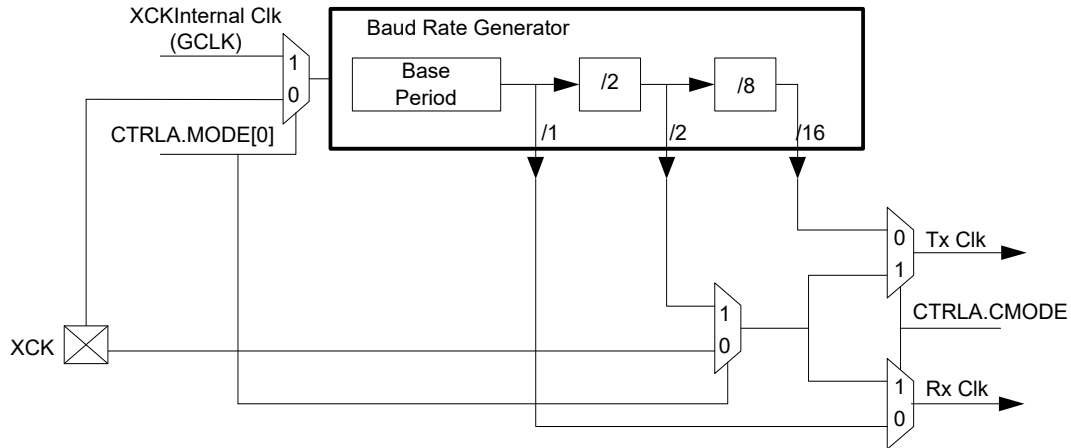 XCKInternal Clk
(GCLK)
Baud Rate Generator
1
0
Base
Period
/2
/8
CTRLA.MODE[0]
/1
/2
/16
0
1
Tx Clk
1
0
CTRLA.CMODE
XCK
1
0
Rx Clk